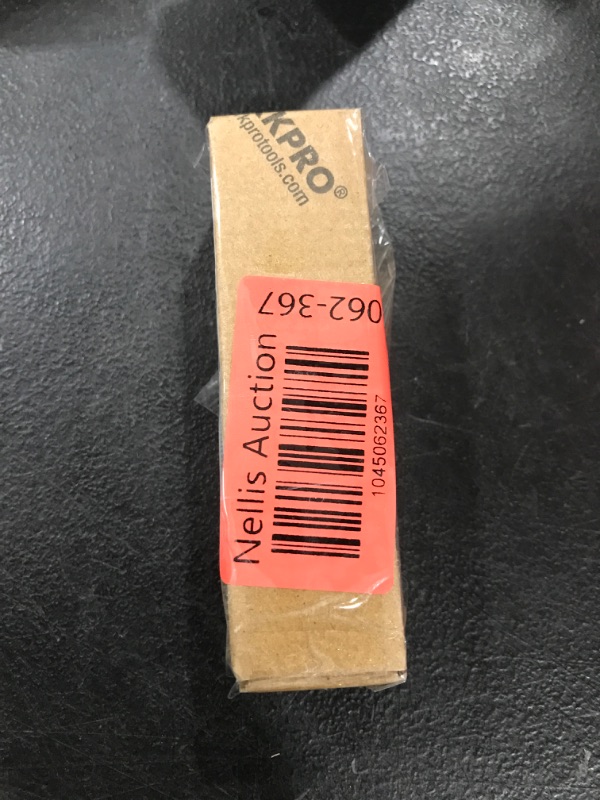 KPRO®
kprotools.com
062-367
Nellis Auction
1045062367